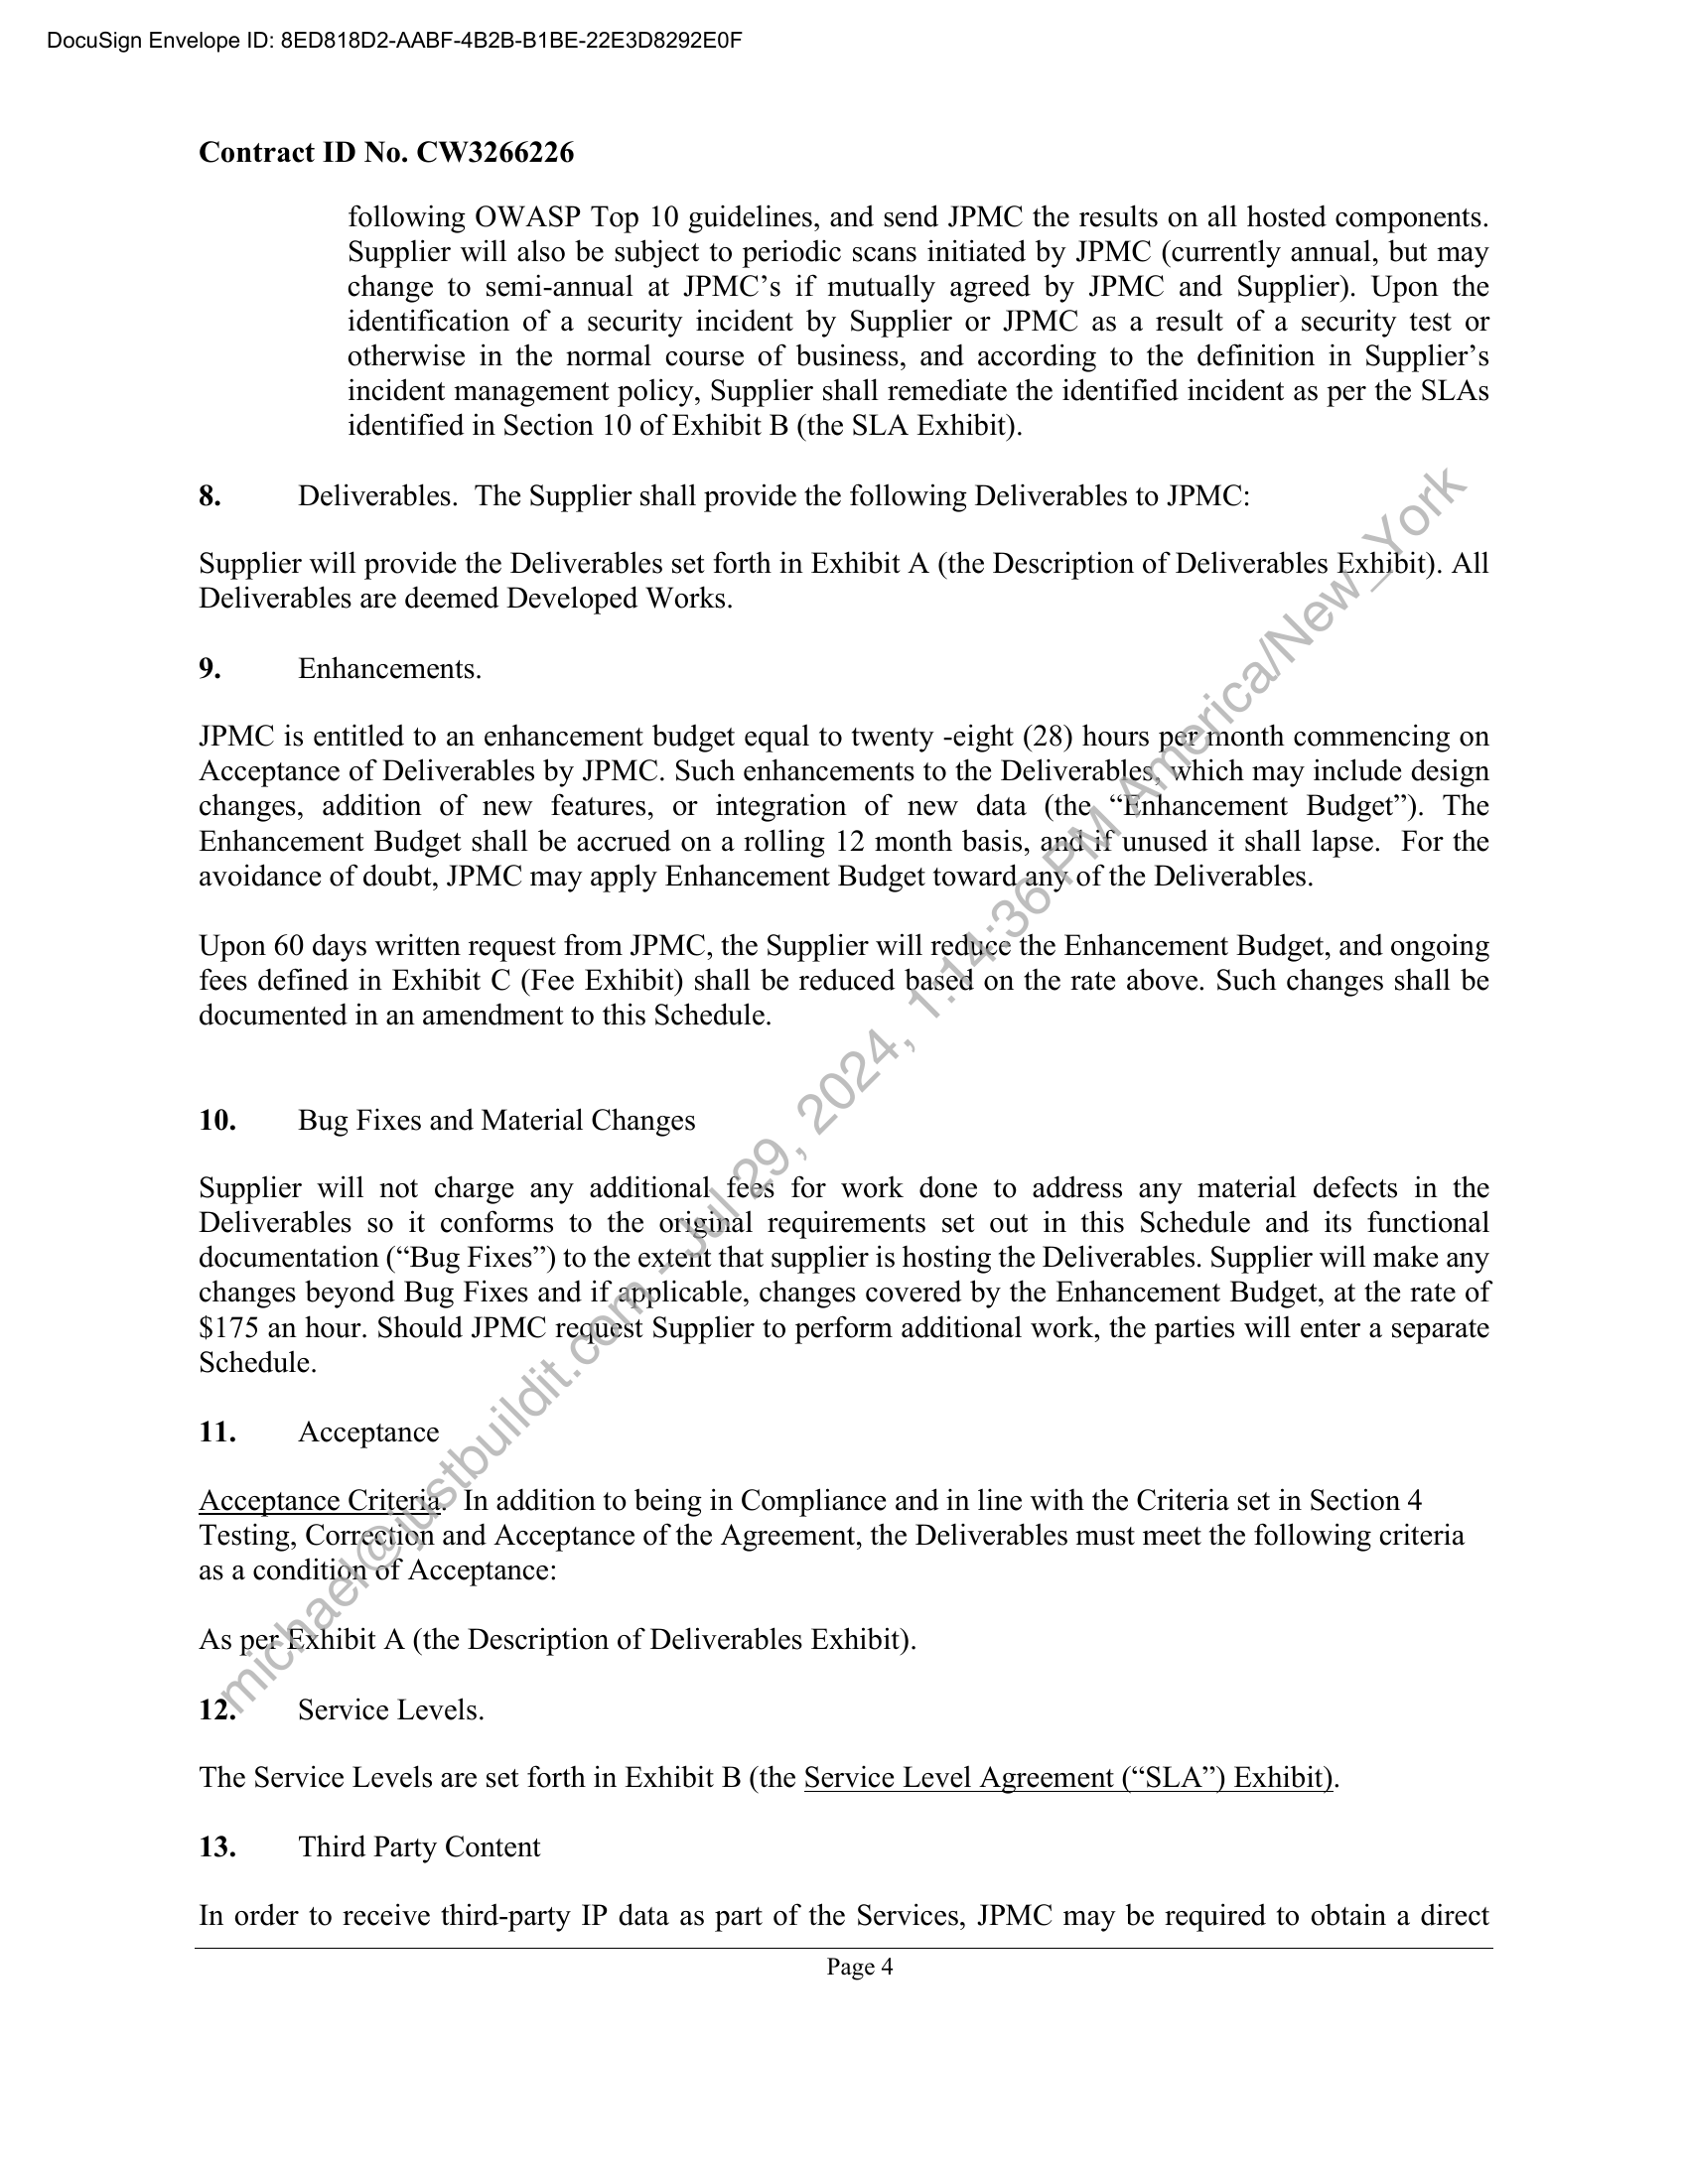 DocuSign Envelope ID: 8ED818D2-AABF-4B2B-B1BE-22E3D8292E0F
Contract ID No. CW3266226
following OWASP Top 10 guidelines, and send JPMC the results on all hosted components.
Supplier will also be subject to periodic scans initiated by JPMC (currently annual, but may
change to semi-annual at JPMC’s if mutually agreed by JPMC and Supplier). Upon the
identification of a security incident by Supplier or JPMC as a result of a security test or
otherwise in the normal course of business, and according to the definition in Supplier’s
incident management policy, Supplier shall remediate the identified incident as per the SLAs
identified in Section 10 of Exhibit B (the SLA Exhibit).
8. Deliverables. The Supplier shall provide the following Deliverables to JPMC:
Supplier will provide the Deliverables set forth in Exhibit A (the Description of Deliverables Exhibit). All
Deliverables are deemed Developed Works.
9. Enhancements.
JPMC is entitled to an enhancement budget equal to twenty -eight (28) hours per month commencing on
Acceptance of Deliverables by JPMC. Such enhancements to the Deliverables, which may include design
changes, addition of new features, or integration of new data (the “Enhancement Budget”). The
Enhancement Budget shall be accrued on a rolling 12 month basis, and if unused it shall lapse. For the
avoidance of doubt, JPMC may apply Enhancement Budget toward any of the Deliverables.
Upon 60 days written request from JPMC, the Supplier will reduce the Enhancement Budget, and ongoing
fees defined in Exhibit C (Fee Exhibit) shall be reduced based on the rate above. Such changes shall be
documented in an amendment to this Schedule.
10. Bug Fixes and Material Changes
Supplier will not charge any additional fees for work done to address any material defects in the
Deliverables so it conforms to the original requirements set out in this Schedule and its functional
documentation (“Bug Fixes”) to the extent that supplier is hosting the Deliverables. Supplier will make any
changes beyond Bug Fixes and if applicable, changes covered by the Enhancement Budget, at the rate of
$175 an hour. Should JPMC request Supplier to perform additional work, the parties will enter a separate
Schedule.
11. Acceptance
Acceptance Criteria. In addition to being in Compliance and in line with the Criteria set in Section 4
Testing, Correction and Acceptance of the Agreement, the Deliverables must meet the following criteria
as a condition of Acceptance:
As per Exhibit A (the Description of Deliverables Exhibit).
12. Service Levels.
The Service Levels are set forth in Exhibit B (the Service Level Agreement (“SLA”) Exhibit).
13. Third Party Content
In order to receive third-party IP data as part of the Services, JPMC may be required to obtain a direct
Page 4
michael@justbuildit.com - Jul 29, 2024, 1:14:36 PM America/New_York